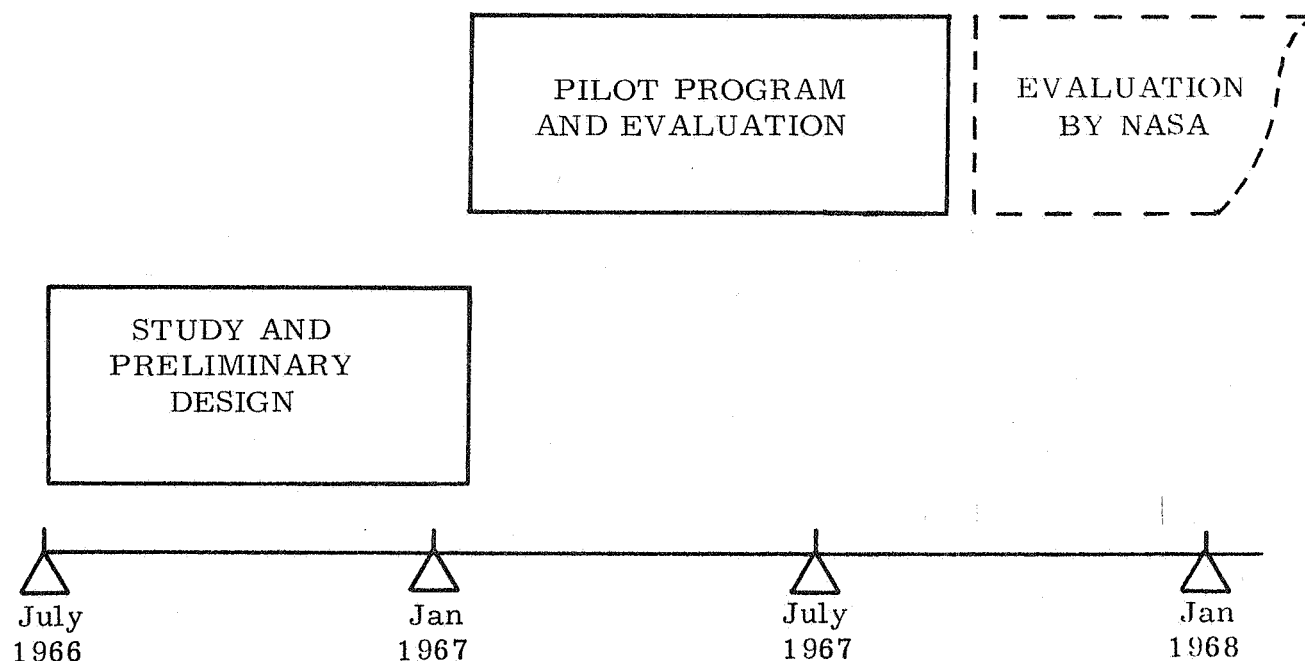 PILOT PROGRAM
AND EVALUATION
EVALUATION
BY NASA
STUDY AND
PRELIMINARY
DESIGN
July
1966
Jan
1967
July
1967
Jan
1968